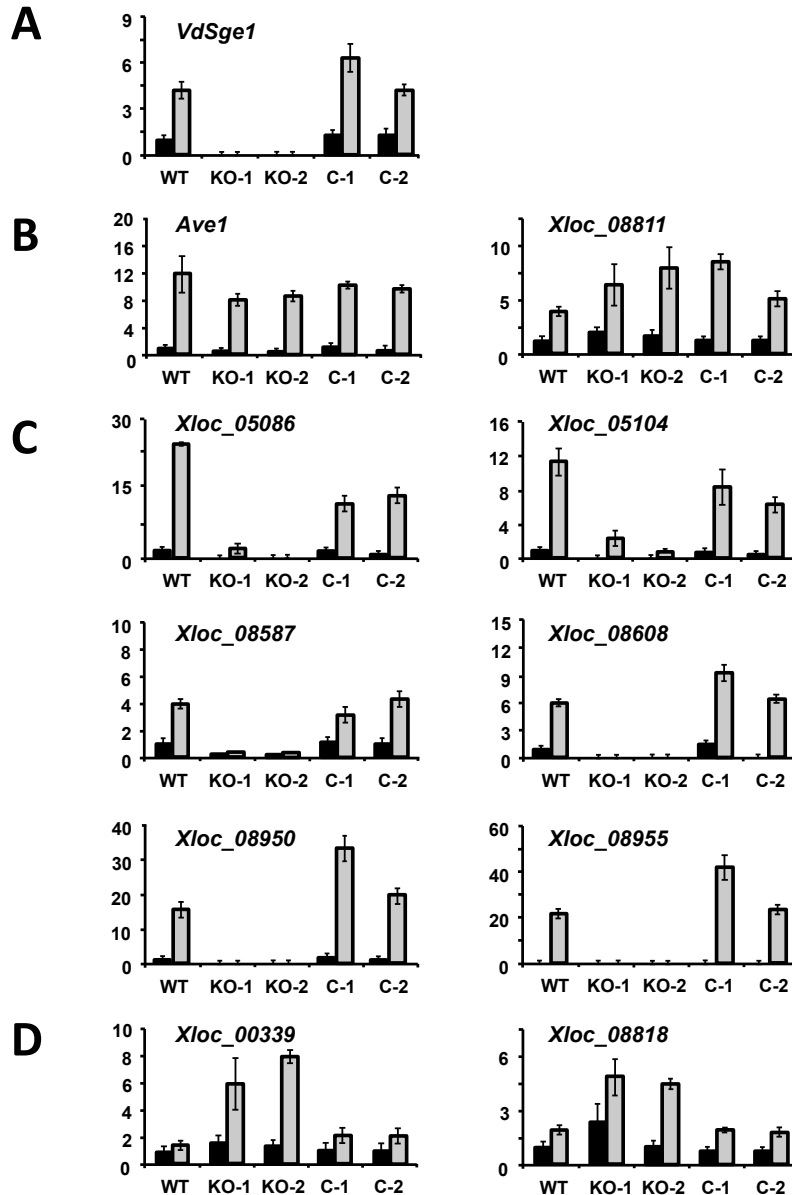 A
VdSge1
9
6
3
0
WT KO-1 KO-2 C-1 C-2
B
Ave1
20
16
12
8
4
0
WT KO-1 KO-2 C-1 C-2
Xloc_08811
10
5
0
WT KO-1 KO-2 C-1 C-2
C
Xloc_05086
30
15
0
WT KO-1 KO-2 C-1 C-2
Xloc_05104
16
12
8
4
0
WT KO-1 KO-2 C-1 C-2
Xloc_08587
10
8
6
4
2
0
WT KO-1 KO-2 C-1 C-2
Xloc_08608
15
12
9
6
3
0
WT KO-1 KO-2 C-1 C-2
Xloc_08950
40
30
20
10
0
WT KO-1 KO-2 C-1 C-2
Xloc_08955
60
40
20
0
WT KO-1 KO-2 C-1 C-2
D
Xloc_00339
10
8
6
4
2
0
WT KO-1 KO-2 C-1 C-2
Xloc_08818
6
3
0
WT KO-1 KO-2 C-1 C-2